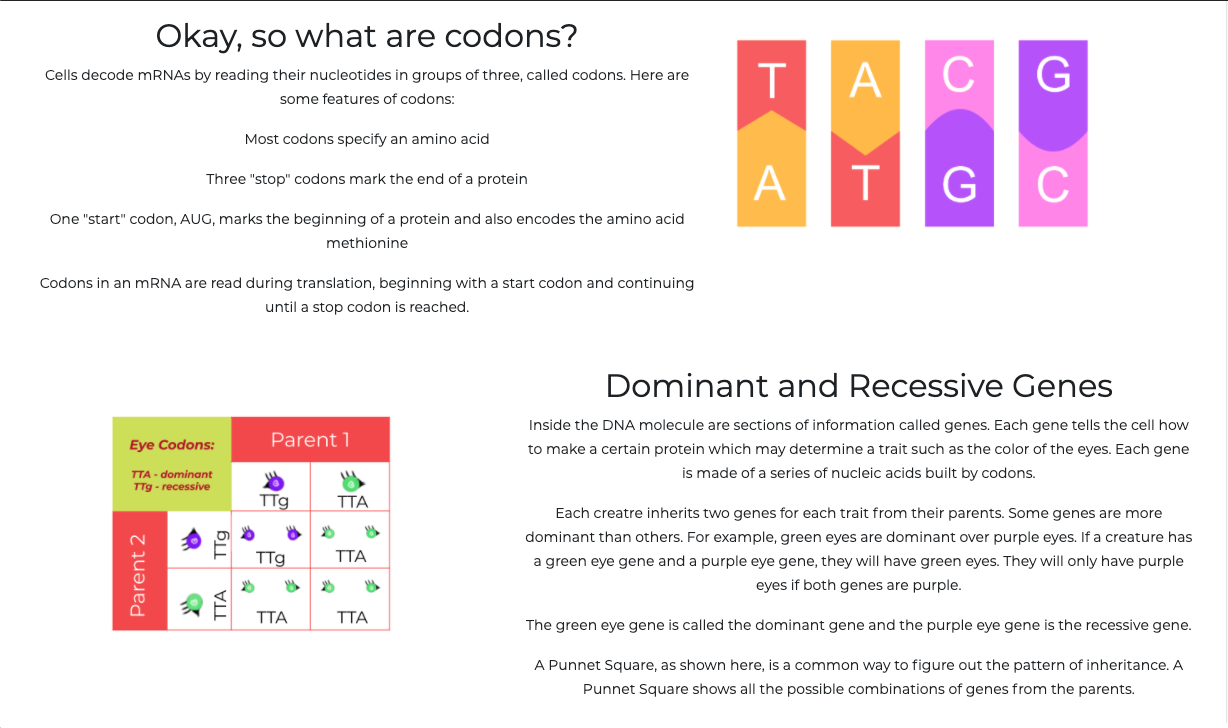 Okay, so what are codons?
Cells decode mRNAs by reading their nucleotides in groups of three, called codons. Here are
some features of codons:
Most codons specify an amino acid
Three "stop" codons mark the end of a protein
One "start" codon, AUG, marks the beginning of a protein and also encodes the amino acid
methionine
Codons in an mRNA are read during translation, beginning with a start codon and continuing
until a stop codon is reached.
T A C G
A T G C
Eye Codons:
TTA - dominant
TTg - recessive
Parent 1
TTg TTA
Parent 2
TTg
TTg TTA
TTA
TTA TTA
Dominant and Recessive Genes
Inside the DNA molecule are sections of information called genes. Each gene tells the cell how
to make a certain protein which may determine a trait such as the color of the eyes. Each gene
is made of a series of nucleic acids built by codons.
Each creatre inherits two genes for each trait from their parents. Some genes are more
dominant than others. For example, green eyes are dominant over purple eyes. If a creature has
a green eye gene and a purple eye gene, they will have green eyes. They will only have purple
eyes if both genes are purple.
The green eye gene is called the dominant gene and the purple eye gene is the recessive gene.
A Punnet Square, as shown here, is a common way to figure out the pattern of inheritance. A
Punnet Square shows all the possible combinations of genes from the parents.